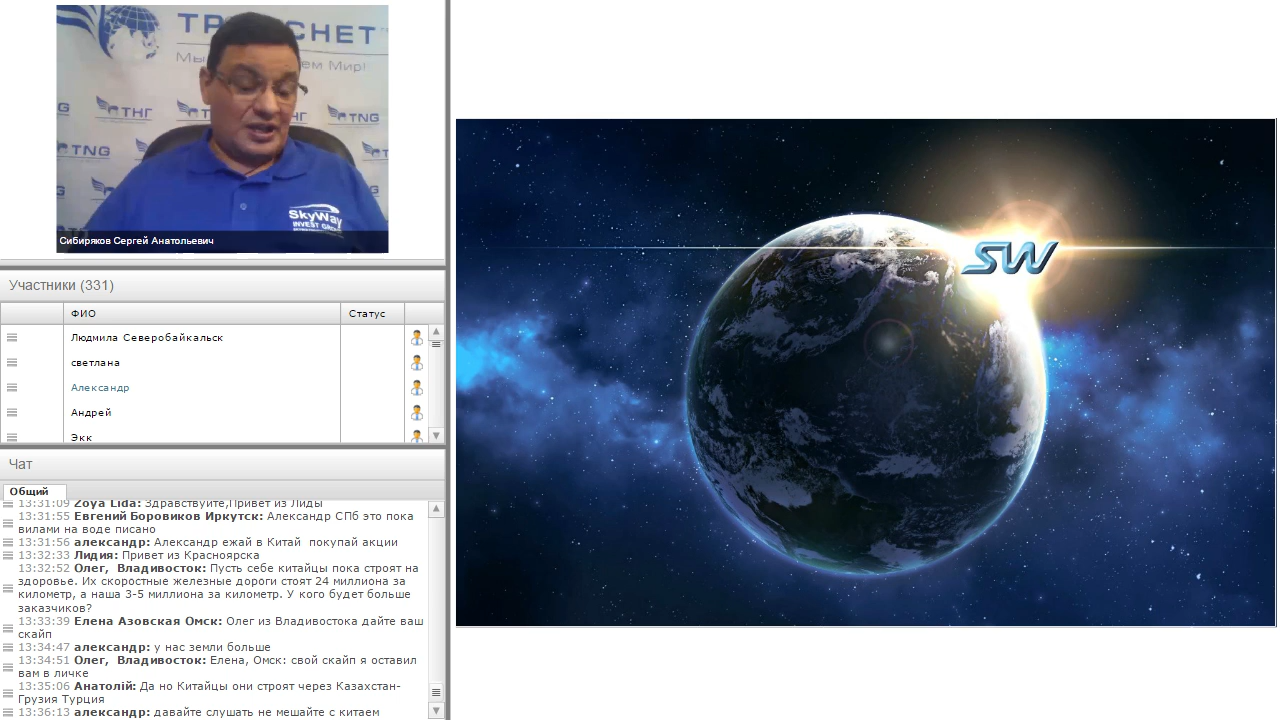 ТРАНСНЕТ
ТНГ
TNG
TNG
TNG
SkyWay
INVEST GROUP
Сибиряков Сергей Анатольевич
Участники (331)
ФИО Статус
Людмила Северобайкальск
светлана
Александр
Андрей
Экк
Чат
Общий
13:31:09 Zoya Lida: Здравствуйте,Привет из Лиды
13:31:55 Евгений Боровиков Иркутск: Александр СПб это пока
вилами на воде писано
13:31:56 александр: Александр ежай в Китай  покупай акции
13:32:33 Лидия: Привет из Красноярска
13:32:52 Олег,  Владивосток: Пусть себе китайцы пока строят на
здоровье. Их скоростные железные дороги стоят 24 миллиона за
километр, а наша 3-5 миллиона за километр. У кого будет больше
заказчиков?
13:33:39 Елена Азовская Омск: Олег из Владивостока дайте ваш
скайп
13:34:47 александр: у нас земли больше
13:34:51 Олег,  Владивосток: Елена, Омск: свой скайп я оставил
вам в личке
13:35:06 Анатолій: Да но Китайцы они строят через Казахстан-
Грузия Турция
13:36:13 александр: давайте слушать не мешайте с китаем
SW